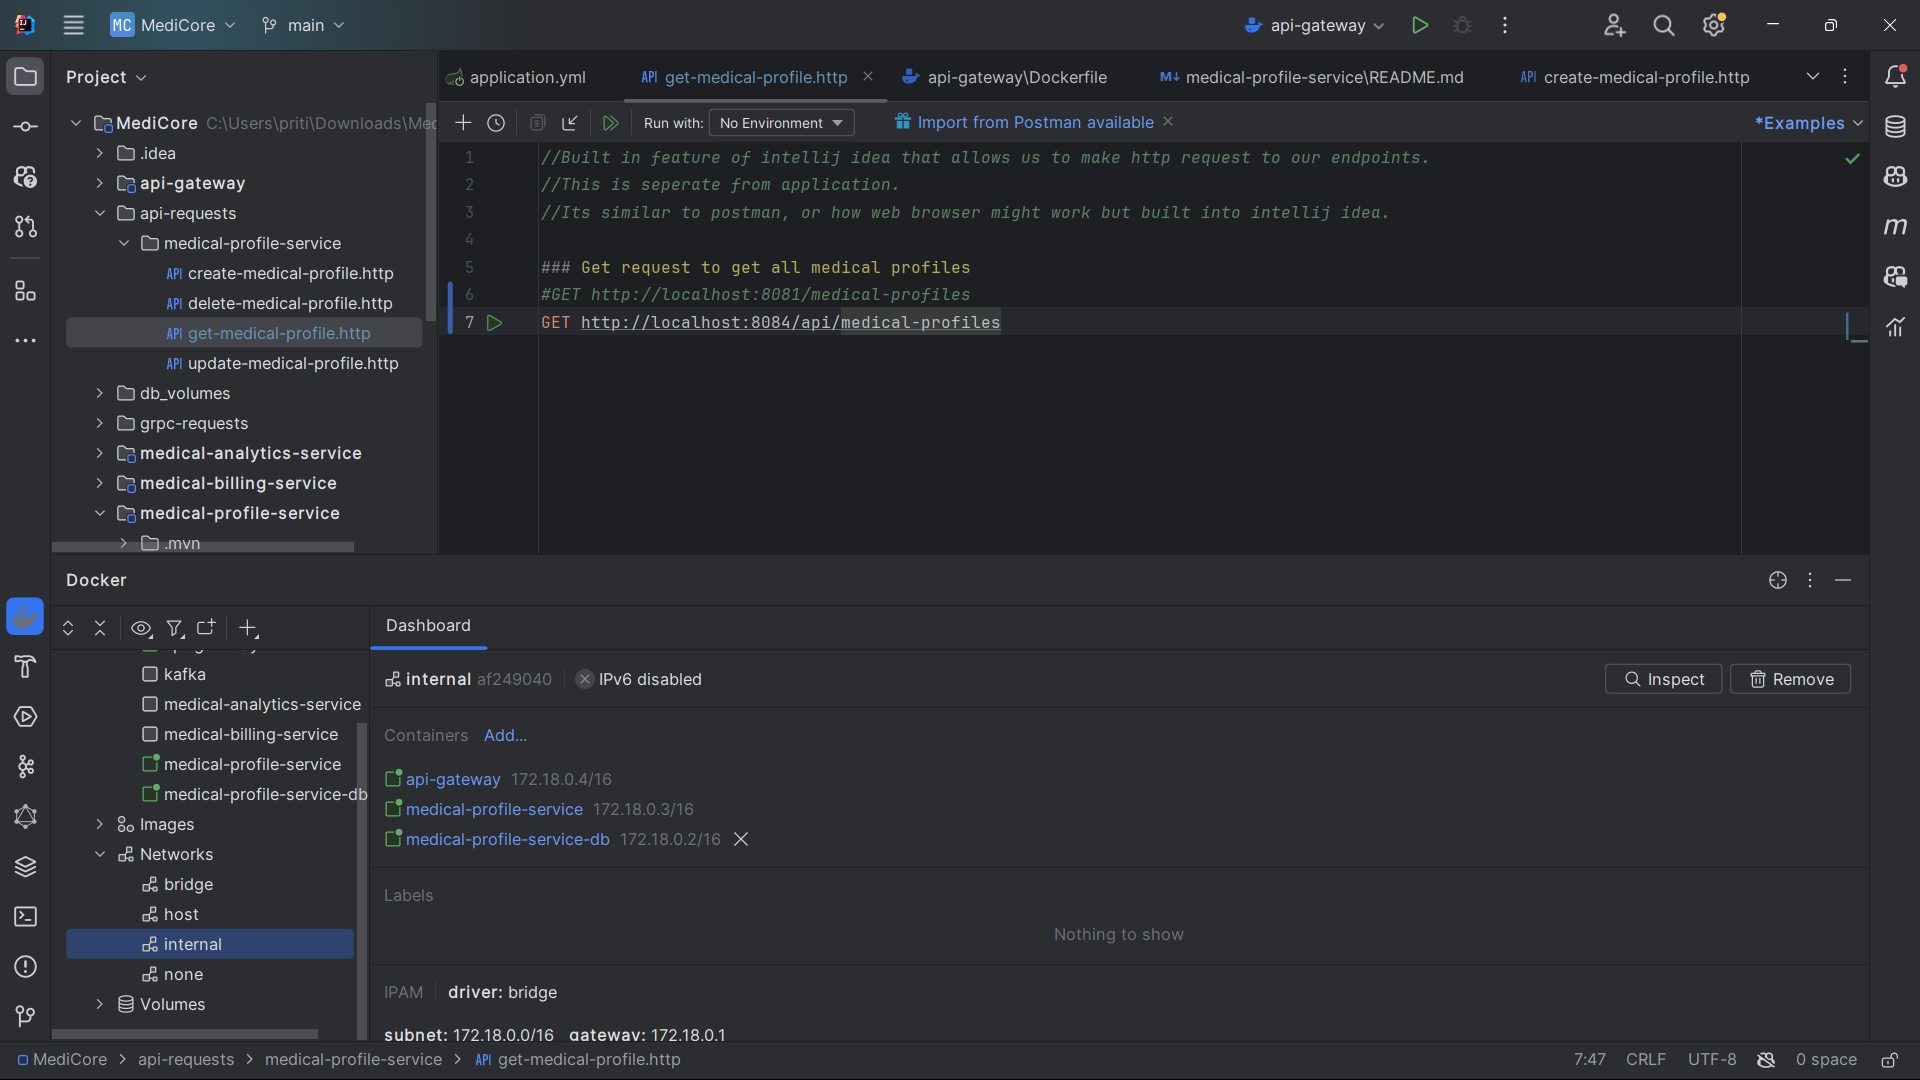 MC MediCore main api-gateway
Project
application.yml API get-medical-profile.http api-gateway\Dockerfile M↓ medical-profile-service\README.md API create-medical-profile.http
Run with: No Environment Import from Postman available *Examples
MediCore C:\Users\priti\Downloads\Med
.idea
api-gateway
api-requests
medical-profile-service
API create-medical-profile.http
API delete-medical-profile.http
API get-medical-profile.http
API update-medical-profile.http
db_volumes
grpc-requests
medical-analytics-service
medical-billing-service
medical-profile-service
.mvn
1 //Built in feature of intellij idea that allows us to make http request to our endpoints.
2 //This is seperate from application.
3 //Its similar to postman, or how web browser might work but built into intellij idea.
4
5 ### Get request to get all medical profiles
6 #GET http://localhost:8081/medical-profiles
7 GET http://localhost:8084/api/medical-profiles
Docker
Dashboard
kafka
medical-analytics-service
medical-billing-service
medical-profile-service
medical-profile-service-db
Images
Networks
bridge
host
internal
none
Volumes
internal af249040 IPv6 disabled Inspect Remove
Containers Add...
api-gateway 172.18.0.4/16
medical-profile-service 172.18.0.3/16
medical-profile-service-db 172.18.0.2/16
Labels
Nothing to show
IPAM driver: bridge
subnet: 172.18.0.0/16 gateway: 172.18.0.1
MediCore > api-requests > medical-profile-service > API get-medical-profile.http 7:47 CRLF UTF-8 0 space